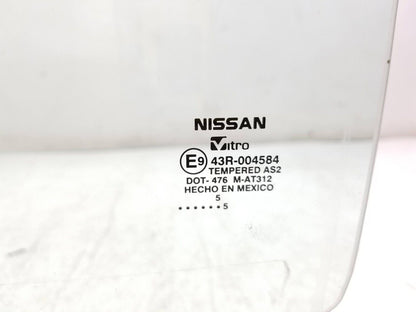 NISSAN
Vitro
E9 43R-004584
TEMPERED AS2
DOT- 476 M-AT312
HECHO EN MEXICO
5
......5